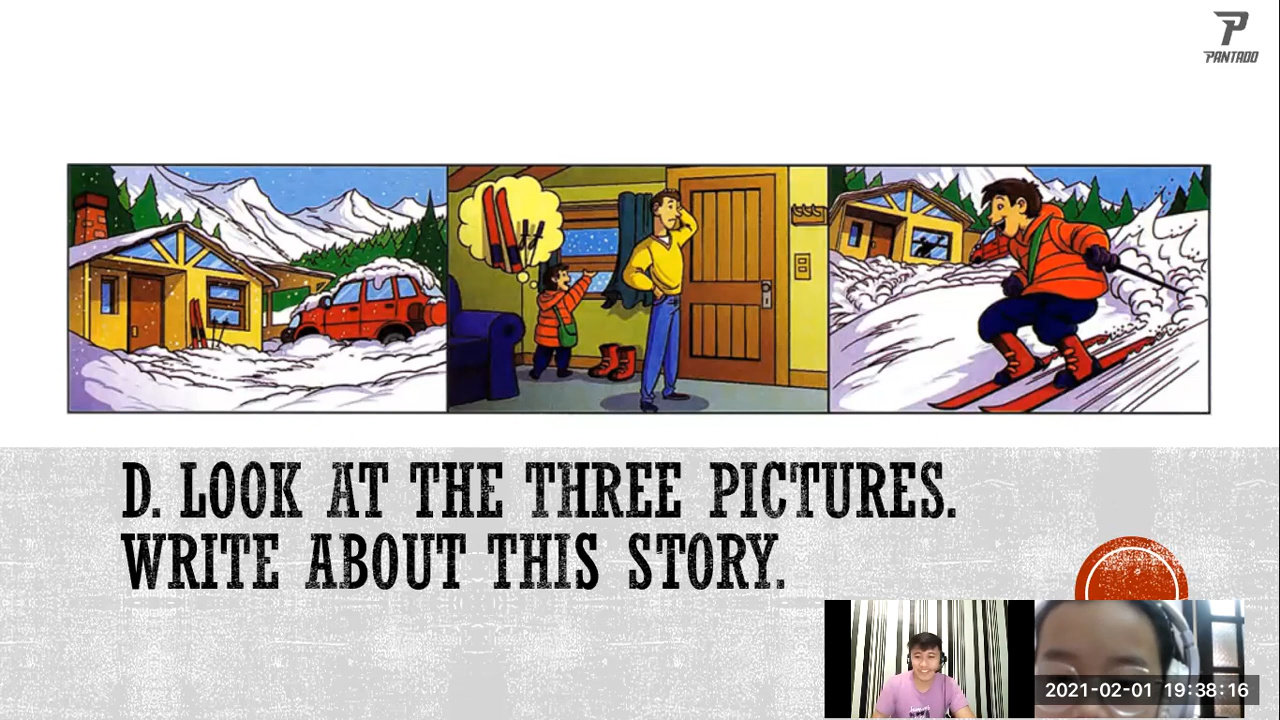 PANTADO
D. LOOK AT THE THREE PICTURES.
WRITE ABOUT THIS STORY.
2021-02-01 19:38:16